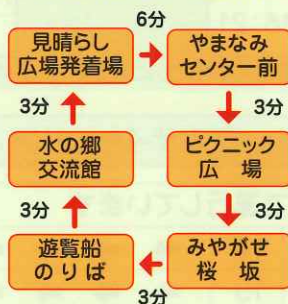 6分
見晴らし
広場発着場
やまなみ
センター前
3分
3分
水の郷
交流館
ピクニック
広 場
3分
3分
遊覧船
のりば
みやがせ
桜 坂
3分